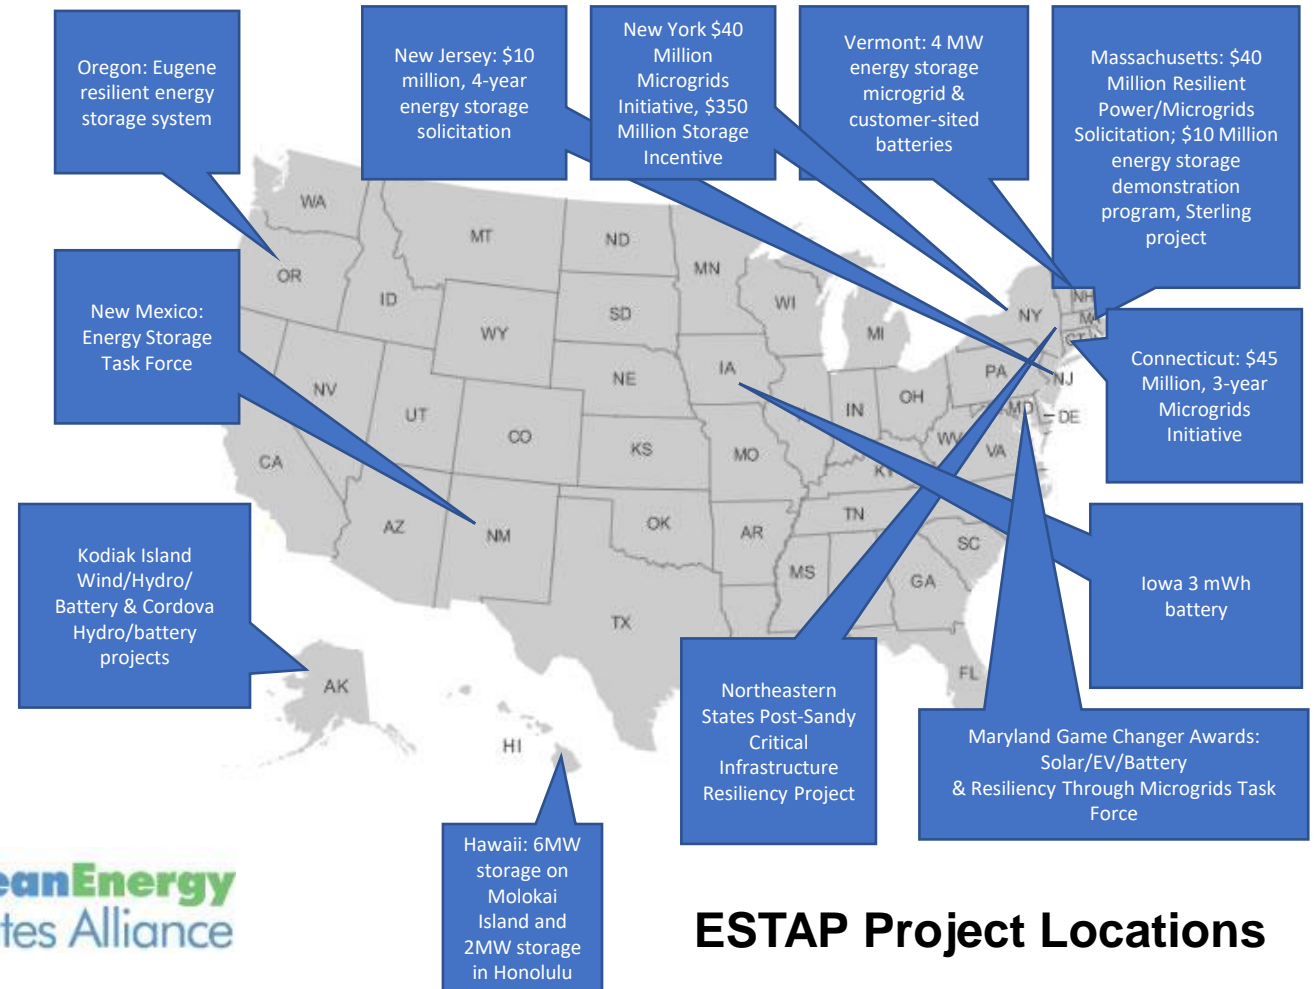 Oregon: Eugene
resilient energy
storage system
New Jersey: $10
million, 4-year
energy storage
solicitation
New York $40
Million
Microgrids
Initiative, $350
Million Storage
Incentive
Vermont: 4 MW
energy storage
microgrid &
customer-sited
batteries
Massachusetts: $40
Million Resilient
Power/Microgrids
Solicitation; $10 Million
energy storage
demonstration
program, Sterling
project
New Mexico:
Energy Storage
Task Force
Connecticut: $45
Million, 3-year
Microgrids
Initiative
Kodiak Island
Wind/Hydro/
Battery & Cordova
Hydro/battery
projects
Iowa 3 mWh
battery
Northeastern
States Post-Sandy
Critical
Infrastructure
Resiliency Project
Maryland Game Changer Awards:
Solar/EV/Battery
& Resiliency Through Microgrids Task
Force
Hawaii: 6MW
storage on
Molokai
Island and
2MW storage
in Honolulu
WA
MT
ND
MN
OR
ID
WY
SD
WI
MI
NY
NH
MA
CT
NV
UT
CO
NE
IA
KS
MO
IN
OH
PA
NJ
MD
DE
WV
VA
KY
CA
AZ
NM
OK
AR
TN
SC
MS
GA
TX
FL
AK
HI
eanEnergy
tes Alliance
ESTAP Project Locations